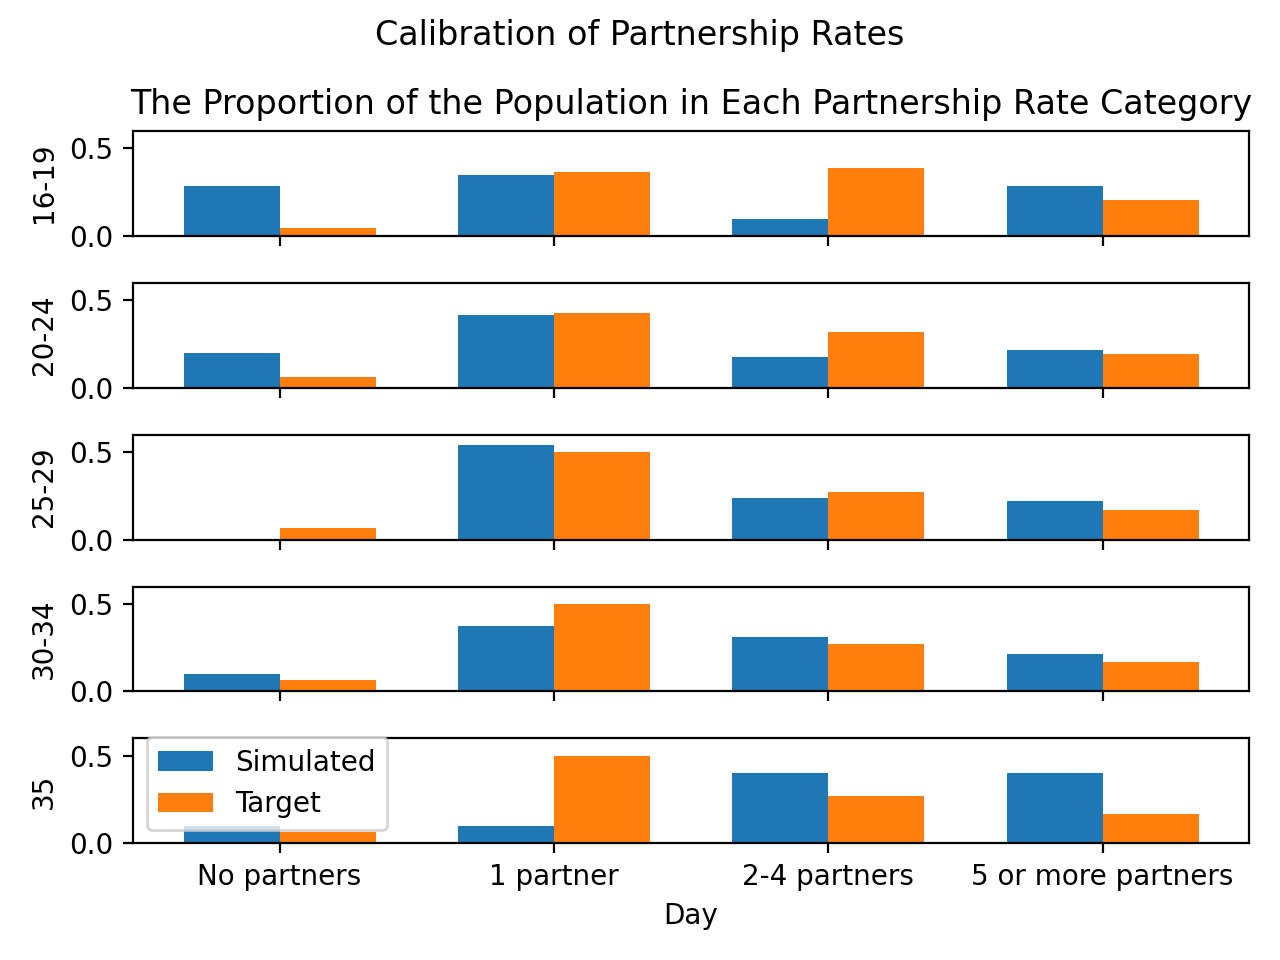 Calibration of Partnership Rates
The Proportion of the Population in Each Partnership Rate Category
0.5
16-19
0.0
0.5
20-24
0.0
0.5
25-29
0.0
0.5
30-34
0.0
0.5
35
0.0
Simulated
Target
No partners
1 partner
2-4 partners
5 or more partners
Day